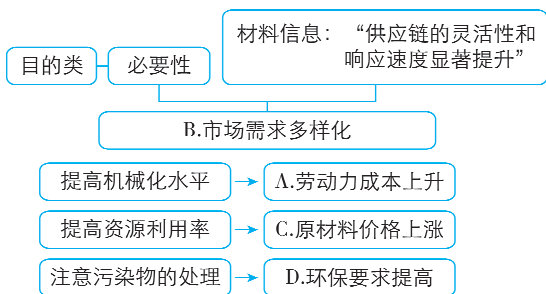 材料信息：“供应链的灵活性和
响应速度显著提升”
目的类
必要性
B.市场需求多样化
提高机械化水平
A.劳动力成本上升
提高资源利用率
C.原材料价格上涨
注意污染物的处理
D.环保要求提高